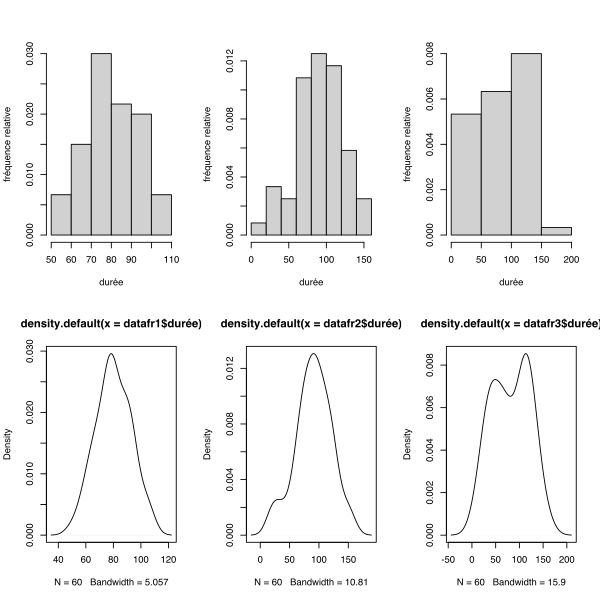 fréquence relative
0.000 0.010 0.020 0.030
50 60 70 80 90 110
durée
fréquence relative
0.000 0.004 0.008 0.012
0 50 100 150
durée
fréquence relative
0.000 0.002 0.004 0.006 0.008
0 50 100 150 200
durée
density.default(x = datafr1$durée)
Density
0.000 0.010 0.020 0.030
40 60 80 100 120
N = 60 Bandwidth = 5.057
density.default(x = datafr2$durée)
Density
0.000 0.004 0.008 0.012
0 50 100 150
N = 60 Bandwidth = 10.81
density.default(x = datafr3$durée)
Density
0.000 0.002 0.004 0.006 0.008
-50 0 50 100 150 200
N = 60 Bandwidth = 15.9